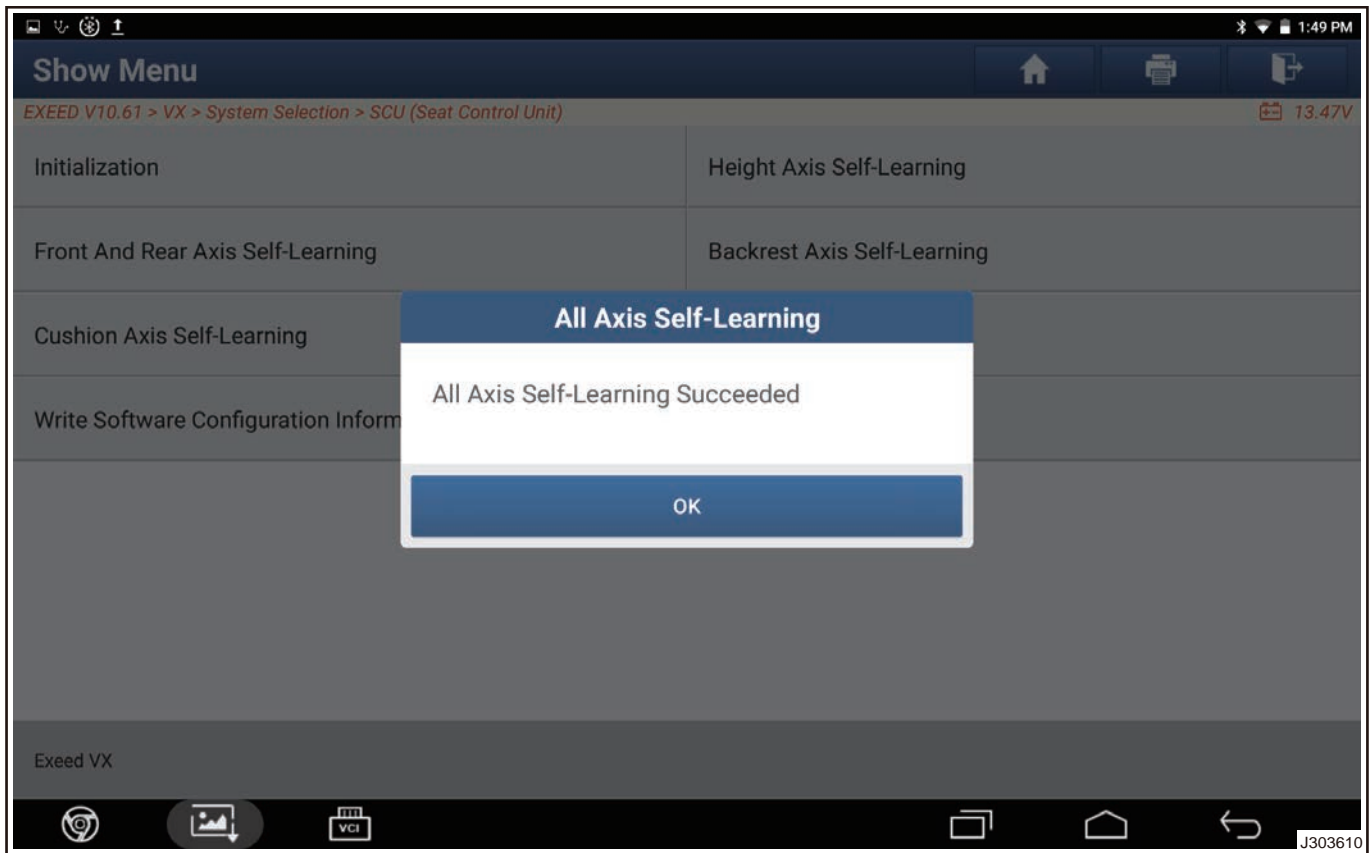 1:49 PM
Show Menu
EXEED V10.61 > VX > System Selection > SCU (Seat Control Unit)
13.47V
Initialization
Height Axis Self-Learning
Front And Rear Axis Self-Learning
Backrest Axis Self-Learning
Cushion Axis Self-Learning
Write Software Configuration Inform
All Axis Self-Learning
All Axis Self-Learning Succeeded
OK
Exeed VX
VCI
J303610